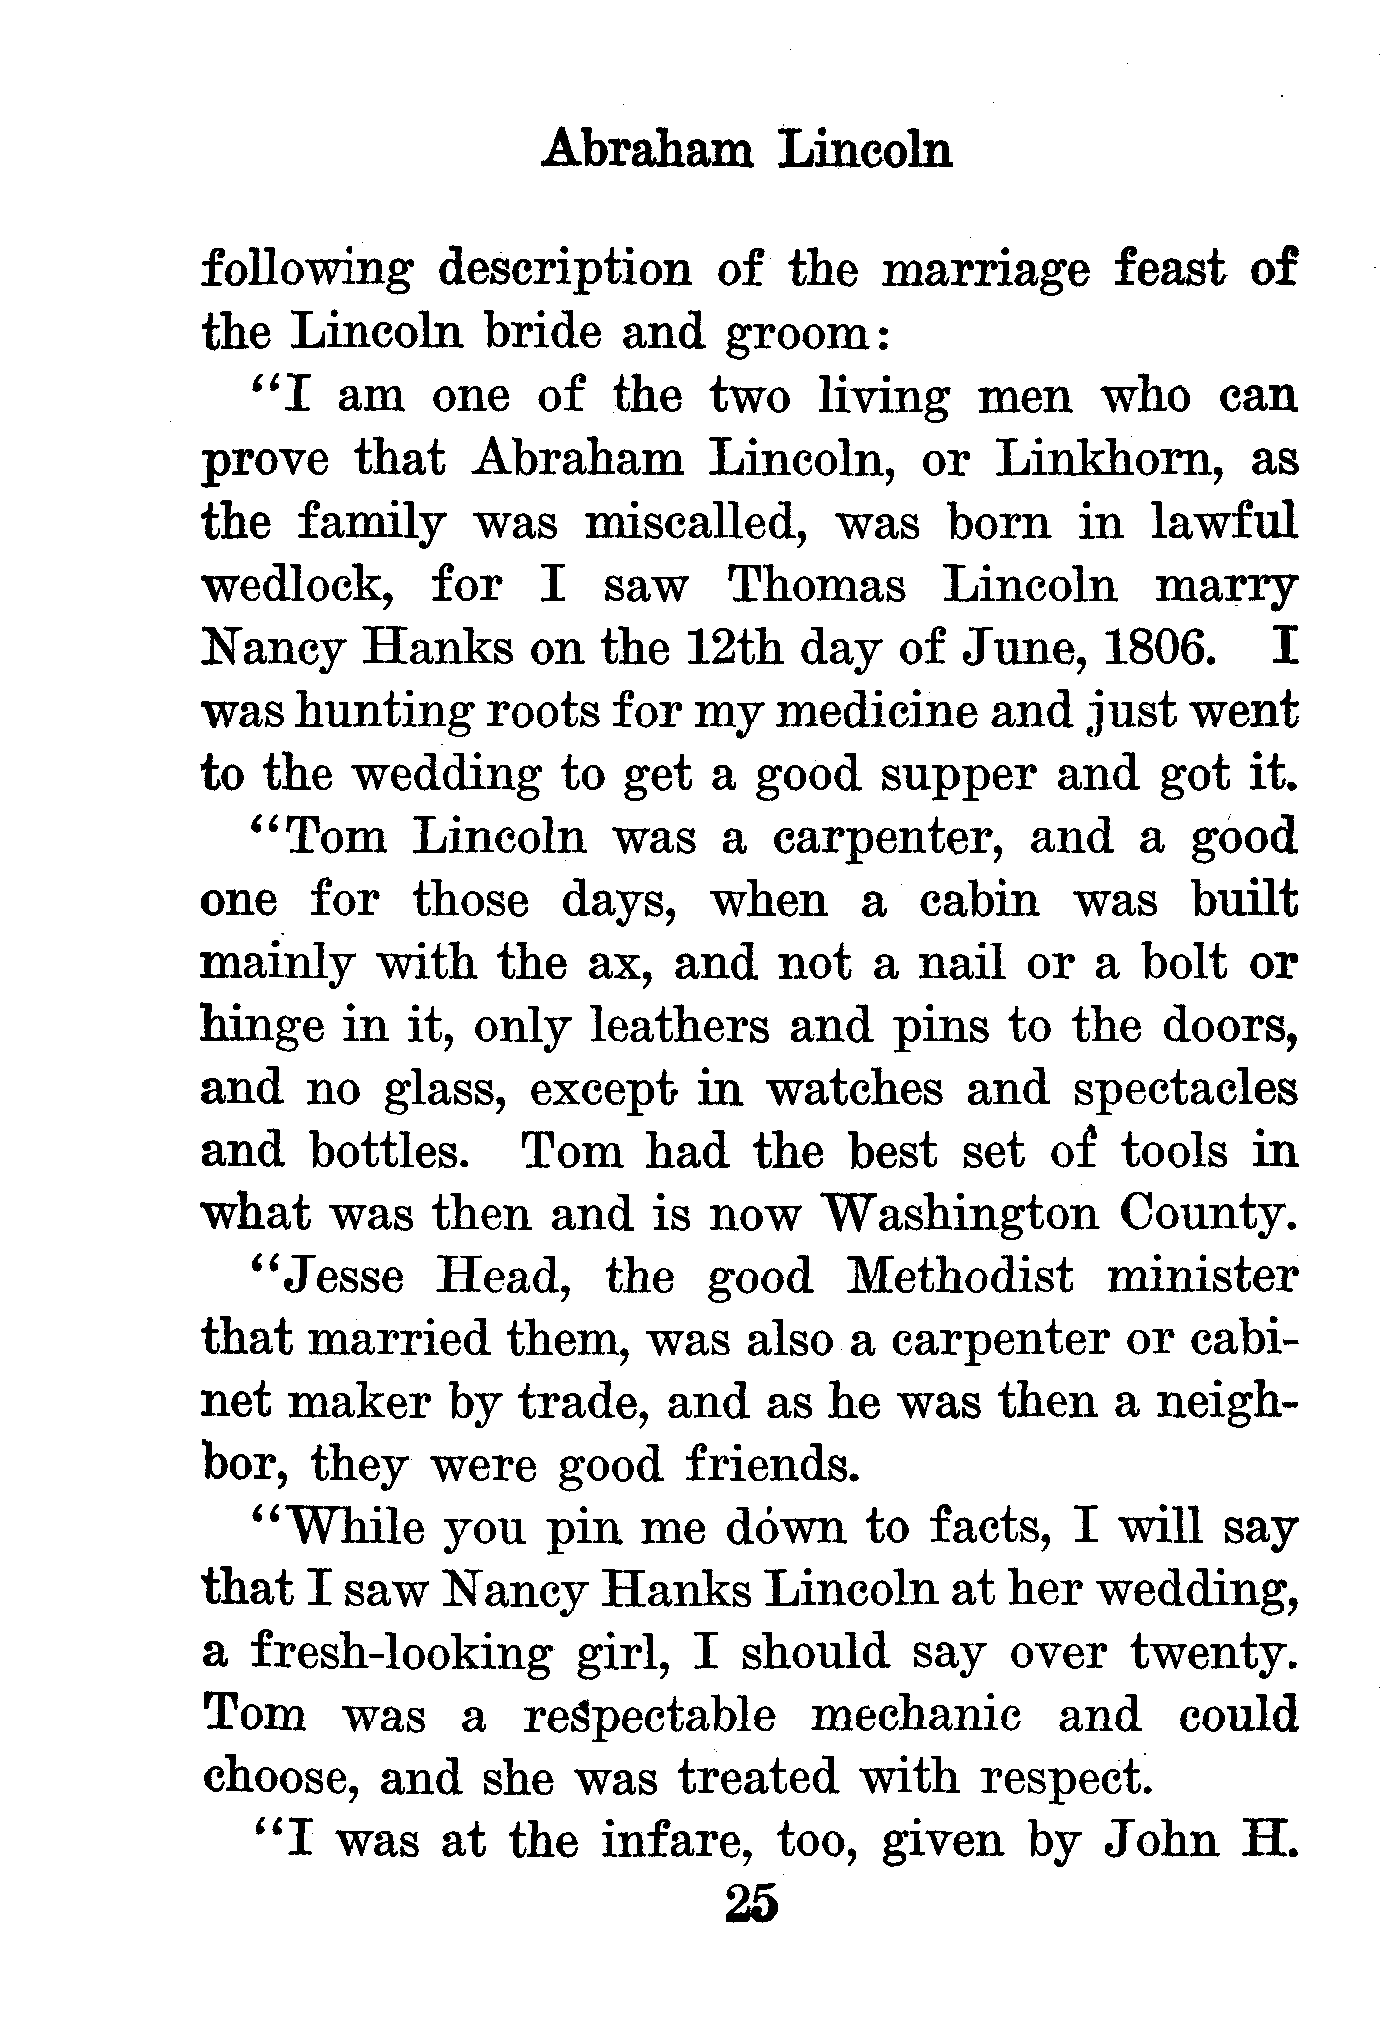 Abraham Lincoln
following description of the marriage feast of
the Lincoln bride and groom:
“I am one of the two living men who can
prove that Abraham Lincoln, or Linkhorn, as
the family was miscalled, was born in lawful
wedlock, for I saw Thomas Lincoln marry
Nancy Hanks on the 12th day of June, 1806. I
was hunting roots for my medicine and just went
to the wedding to get a good supper and got it.
“Tom Lincoln was a carpenter, and a good
one for those days, when a cabin was built
mainly with the ax, and not a nail or a bolt or
hinge in it, only leathers and pins to the doors,
and no glass, except in watches and spectacles
and bottles. Tom had the best set of tools in
what was then and is now Washington County.
“Jesse Head, the good Methodist minister
that married them, was also a carpenter or cabi-
net maker by trade, and as he was then a neigh-
bor, they were good friends.
“While you pin me down to facts, I will say
that I saw Nancy Hanks Lincoln at her wedding,
a fresh-looking girl, I should say over twenty.
Tom was a respectable mechanic and could
choose, and she was treated with respect.
“I was at the infare, too, given by John H.
25